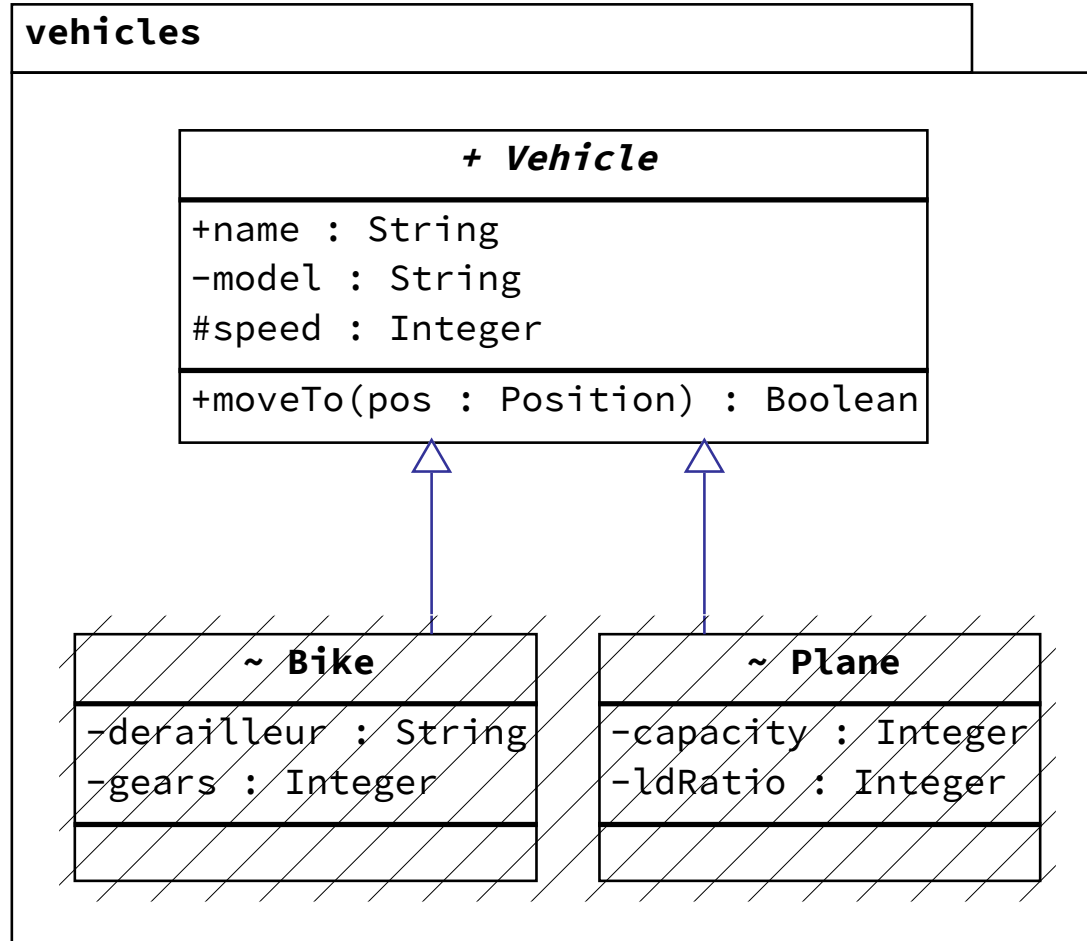 vehicles
+ Vehicle
+name : String
-model : String
#speed : Integer
+moveTo(pos : Position) : Boolean
~ Bike
-derailleur : String
-gears : Integer
~ Plane
-capacity : Integer
-ldRatio : Integer